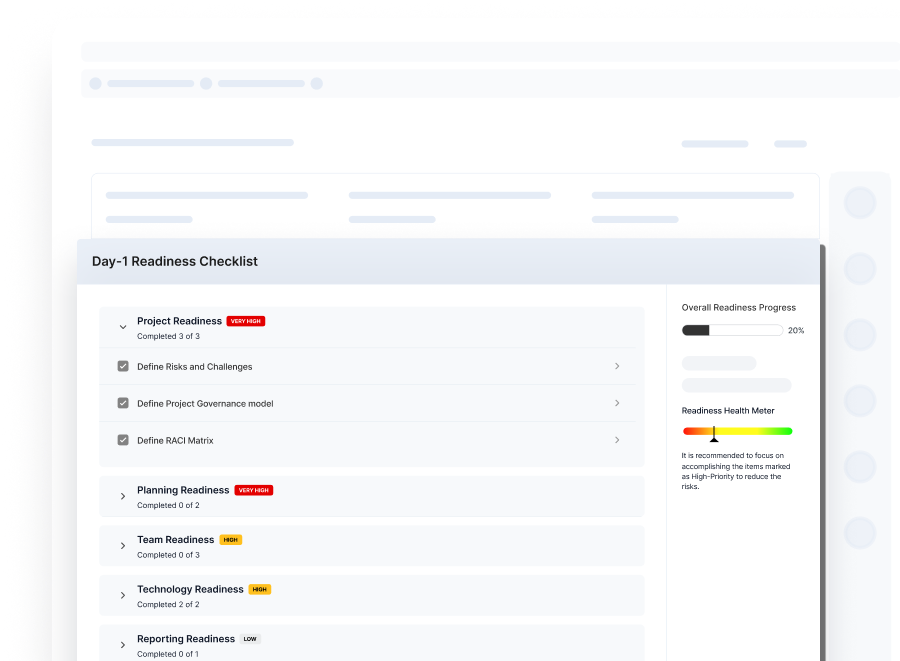 Day-1 Readiness Checklist
Project Readiness VERY HIGH
Completed 3 of 3
Define Risks and Challenges
Define Project Governance model
Define RACI Matrix
Planning Readiness VERY HIGH
Completed 0 of 2
Team Readiness HIGH
Completed 0 of 3
Technology Readiness HIGH
Completed 2 of 2
Reporting Readiness LOW
Completed 0 of 1
Overall Readiness Progress
20%
Readiness Health Meter
It is recommended to focus on
accomplishing the items marked
as High-Priority to reduce the
risks.